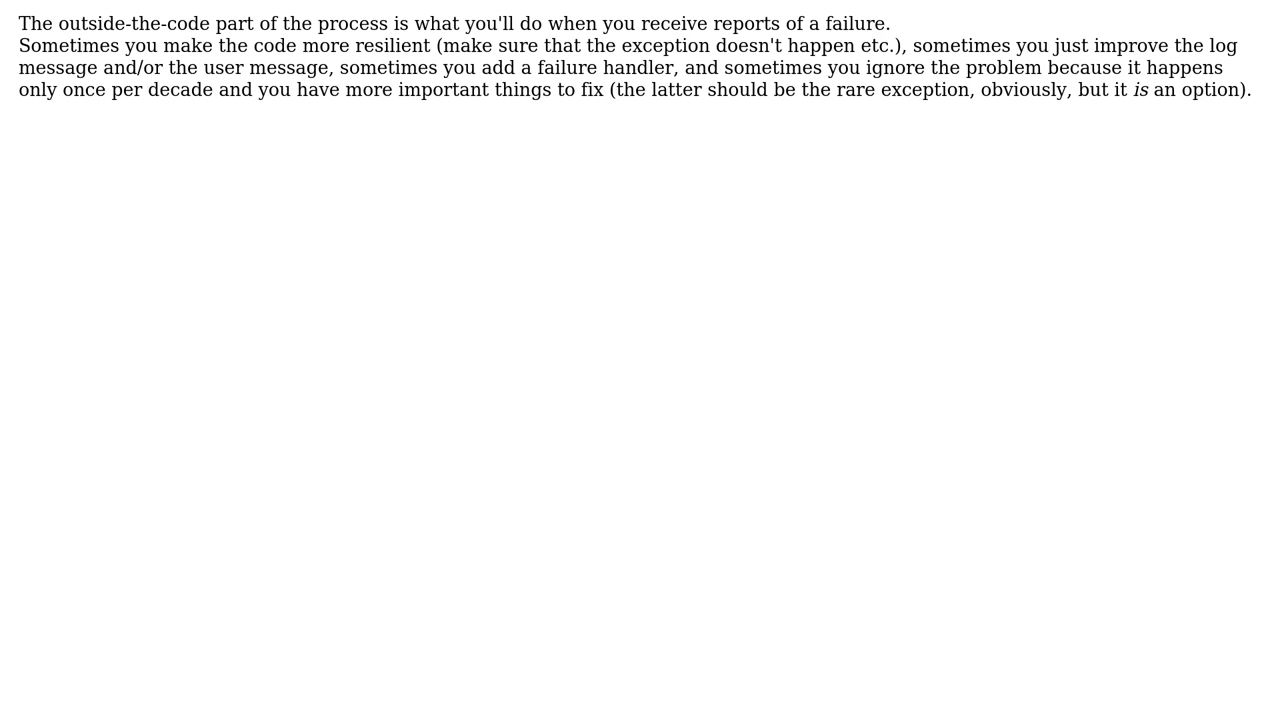 The outside-the-code part of the process is what you'll do when you receive reports of a failure.
Sometimes you make the code more resilient (make sure that the exception doesn't happen etc.), sometimes you just improve the log
message and/or the user message, sometimes you add a failure handler, and sometimes you ignore the problem because it happens
only once per decade and you have more important things to fix (the latter should be the rare exception, obviously, but it is an option).